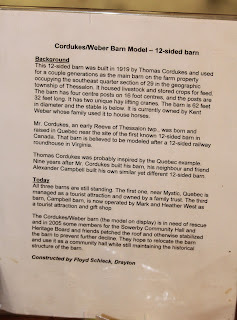 Cordukes/Weber Barn Model – 12-sided barn
Background
This 12-sided barn was built in 1919 by Thomas Cordukes and used
for a couple generations as the main barn on the farm property
occupying the southeast quarter section of 29 in the geographic
township of Thessalon. It housed livestock and stored crops for feed.
The barn has four centre posts on 16 foot centres, and the posts are
32 feet long. It has two unique hay lifting cranes. The barn is 62 feet
in diameter and the stable is below. It is currently owned by Kent
Weber whose family used it to house horses.
Mr. Cordukes, an early Reeve of Thessalon twp., was born and
raised in Quebec near the site of the first known 12-sided barn in
Canada. That barn is believed to be modeled after a 12-sided railway
roundhouse in Virginia.
Thomas Cordukes was probably inspired by the Quebec example.
Nine years after Mr. Cordukes built his barn, his neighbour and friend
Alexander Campbell built his own similar yet different 12-sided barn.
Today
All three barns are still standing. The first one, near Mystic, Quebec is
managed as a tourist attraction and owned by a family trust. The third
barn, Campbell barn, is now operated by Mark and Heather West as
a tourist attraction and gift shop
The Cordukes/Weber barn (the model on display) is in need of rescue
and in 2005 some members for the Sowerby Community Hall and
Heritage Board and friends patched the roof and otherwise stabilized
the barn to prevent further decline. They hope to relocate the barn
and use it as a community hall while still maintaining the historical
structure of the barn.
Constructed by Floyd Schieck, Drayton